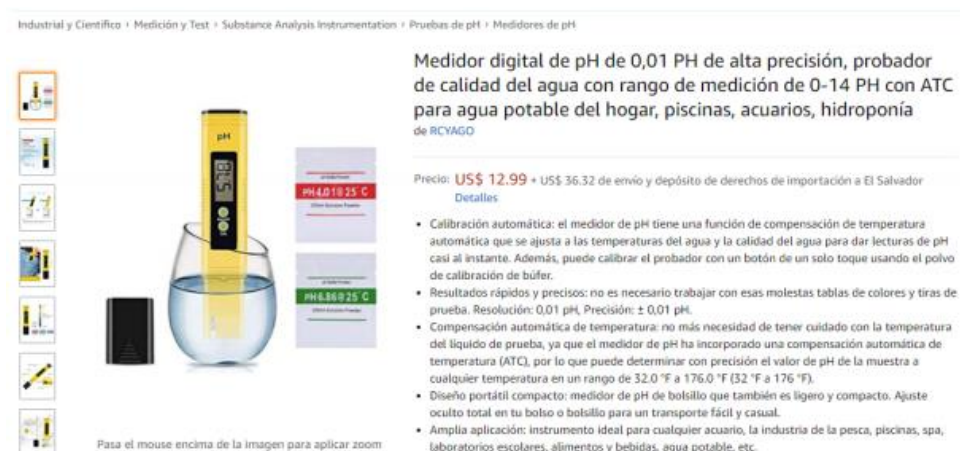 Industrial y Científico › Medición y Test › Substance Analysis Instrumentation › Pruebas de pH › Medidores de pH
Medidor digital de pH de 0,01 PH de alta precisión, probador
de calidad del agua con rango de medición de 0-14 PH con ATC
para agua potable del hogar, piscinas, acuarios, hidroponía
de RCYAGO
Precio: US$ 12.99 + US$ 36.32 de envío y depósito de derechos de importación a El Salvador
Detalles
• Calibración automática: el medidor de pH tiene una función de compensación de temperatura
automática que se ajusta a las temperaturas del agua y la calidad del agua para dar lecturas de pH
casi al instante. Además, puede calibrar el probador con un botón de un solo toque usando el polvo
de calibración de búfer.
• Resultados rápidos y precisos: no es necesario trabajar con esas molestas tablas de colores y tiras de
prueba. Resolución: 0,01 pH, Precisión: ± 0,01 pH.
• Compensación automática de temperatura: no más necesidad de tener cuidado con la temperatura
del líquido de prueba, ya que el medidor de pH ha incorporado una compensación automática de
temperatura (ATC), por lo que puede determinar con precisión el valor de pH de la muestra a
cualquier temperatura en un rango de 32.0 °F a 176.0 °F (32 °F a 176 °F).
• Diseño portátil compacto: medidor de pH de bolsillo que también es ligero y compacto. Ajuste
oculto total en tu bolso o bolsillo para un transporte fácil y casual.
• Amplia aplicación: instrumento ideal para cualquier acuario, la industria de la pesca, piscinas, spa,
laboratorios escolares, alimentos y bebidas, agua potable, etc.
pH
PH4.01@25°C
PH6.86@25°C
Pasa el mouse encima de la imagen para aplicar zoom